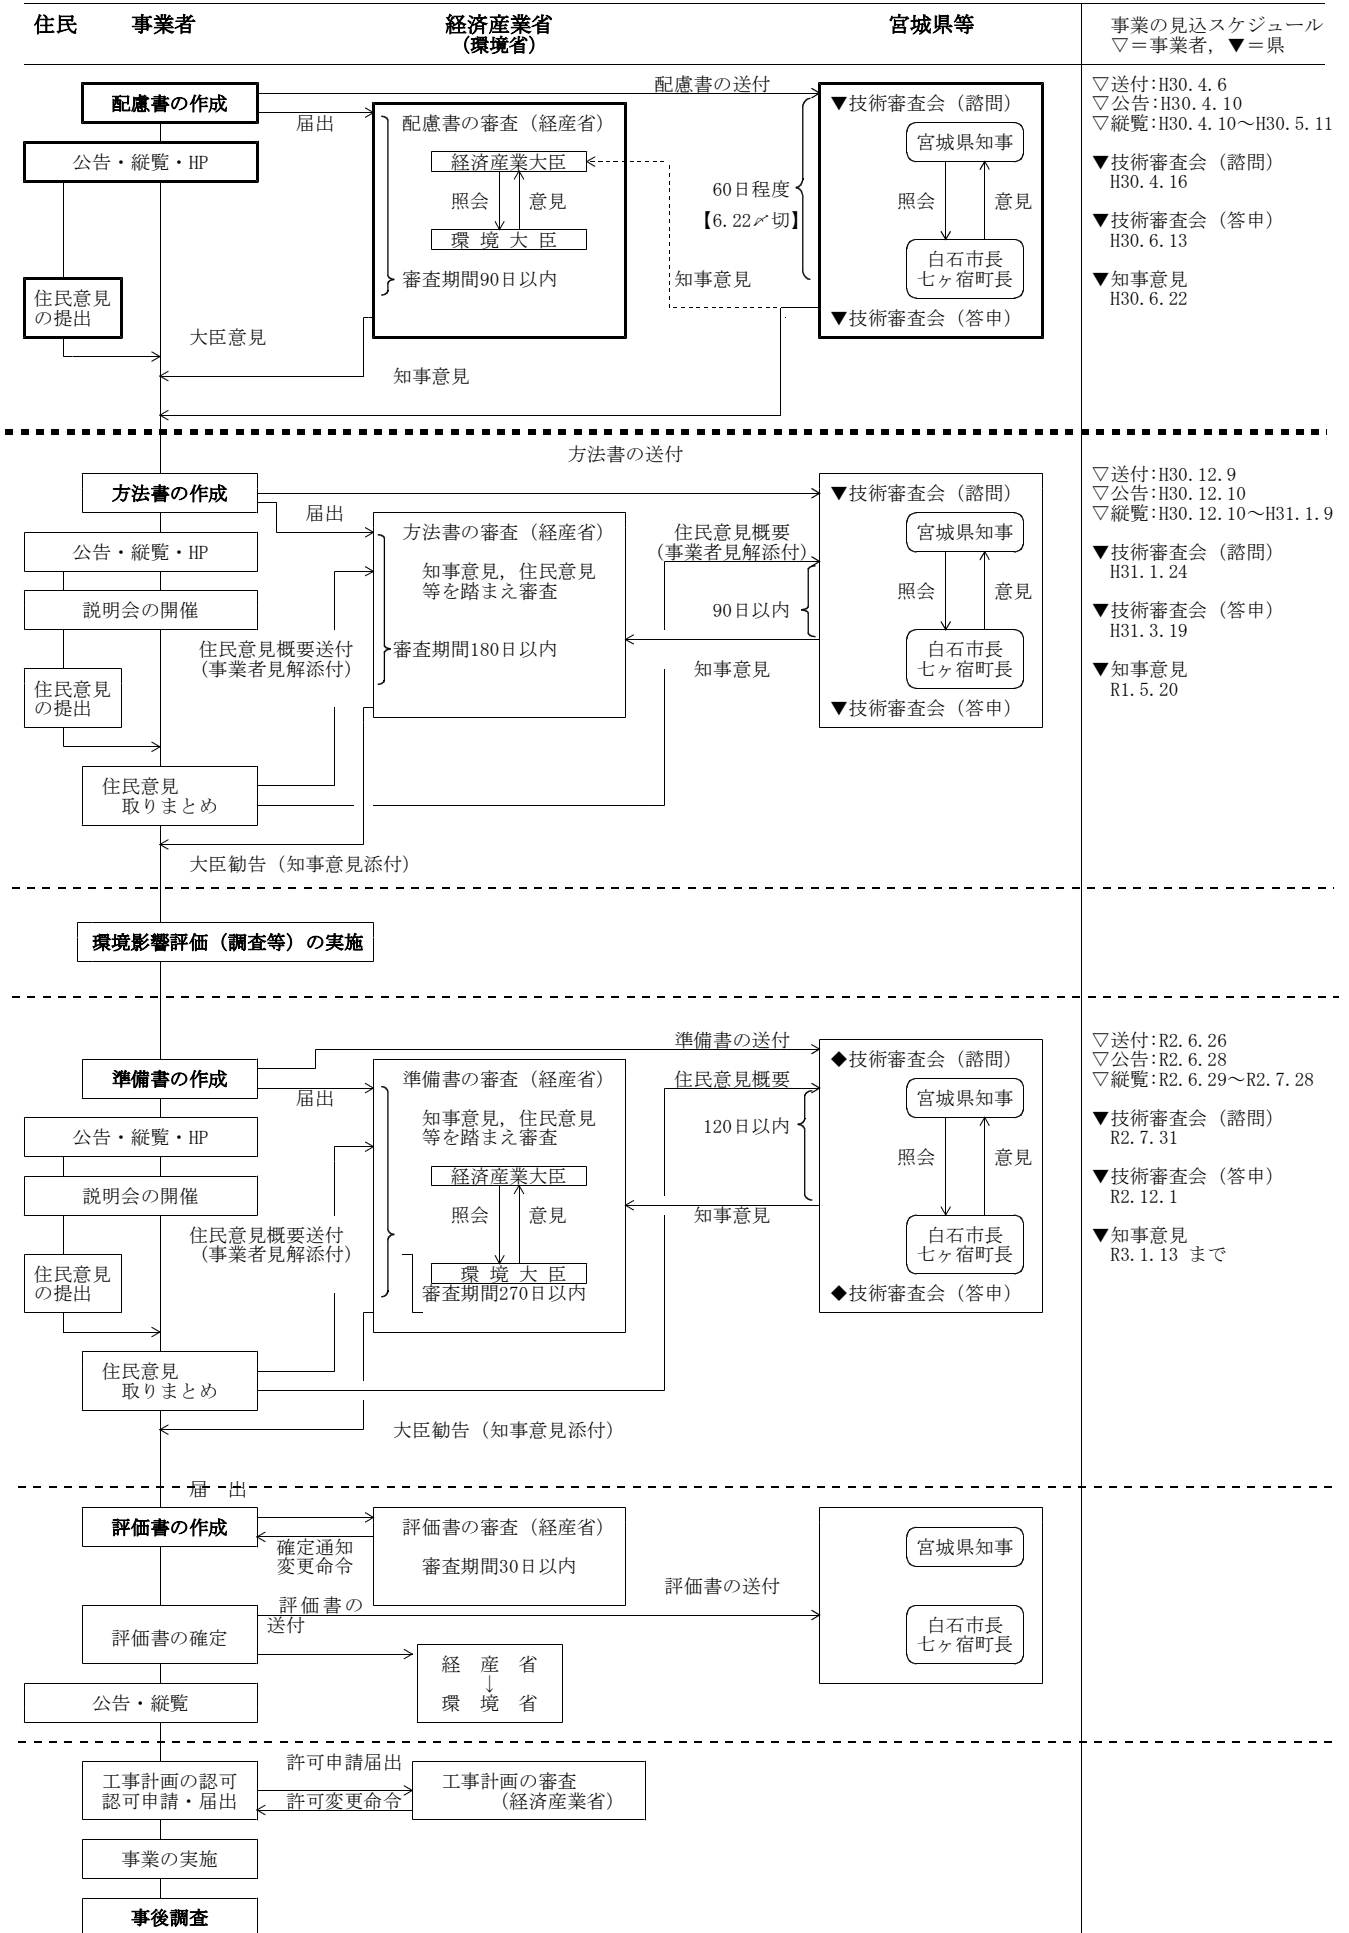 住民 事業者 経済産業省 宮城県等 事業の見込スケジュール
(環境省) ▽＝事業者，▼＝県
配慮書の送付
配慮書の作成
届出
公告・縦覧・HP
住民意見
の提出
配慮書の審査（経産省）
経済産業大臣
照会 意見
環 境 大 臣
審査期間90日以内
大臣意見
知事意見
60日程度
【6.22〆切】
知事意見
▼技術審査会（諮問）
宮城県知事
照会 意見
白石市長
七ヶ宿町長
▼技術審査会（答申）
▽送付:H30.4.6
▽公告:H30.4.10
▽縦覧:H30.4.10～H30.5.11
▼技術審査会（諮問）
H30.4.16
▼技術審査会（答申）
H30.6.13
▼知事意見
H30.6.22
方法書の送付
方法書の作成
届出
公告・縦覧・HP
説明会の開催
住民意見概要送付
（事業者見解添付）
住民意見
の提出
住民意見
取りまとめ
方法書の審査（経産省）
知事意見，住民意見
等を踏まえ審査
審査期間180日以内
大臣勧告（知事意見添付）
住民意見概要
（事業者見解添付）
90日以内
知事意見
▼技術審査会（諮問）
宮城県知事
照会 意見
白石市長
七ヶ宿町長
▼技術審査会（答申）
▽送付:H30.12.9
▽公告:H30.12.10
▽縦覧:H30.12.10～H31.1.9
▼技術審査会（諮問）
H31.1.24
▼技術審査会（答申）
H31.3.19
▼知事意見
R1.5.20
環境影響評価（調査等）の実施
準備書の送付
準備書の作成
届出
公告・縦覧・HP
説明会の開催
住民意見概要送付
（事業者見解添付）
住民意見
の提出
住民意見
取りまとめ
準備書の審査（経産省）
知事意見，住民意見
等を踏まえ審査
経済産業大臣
照会 意見
環 境 大 臣
審査期間270日以内
大臣勧告（知事意見添付）
住民意見概要
120日以内
知事意見
◆技術審査会（諮問）
宮城県知事
照会 意見
白石市長
七ヶ宿町長
◆技術審査会（答申）
▽送付:R2.6.26
▽公告:R2.6.28
▽縦覧:R2.6.29～R2.7.28
▼技術審査会（諮問）
R2.7.31
▼技術審査会（答申）
R2.12.1
▼知事意見
R3.1.13 まで
届 出
評価書の作成
確定通知
変更命令
評価書の審査（経産省）
審査期間30日以内
宮城県知事
評価書の送付
評価書の
送付
評価書の確定
白石市長
七ヶ宿町長
経 産 省
↓
環 境 省
公告・縦覧
許可申請届出
工事計画の認可
認可申請・届出
許可変更命令
工事計画の審査
（経済産業省）
事業の実施
事後調査